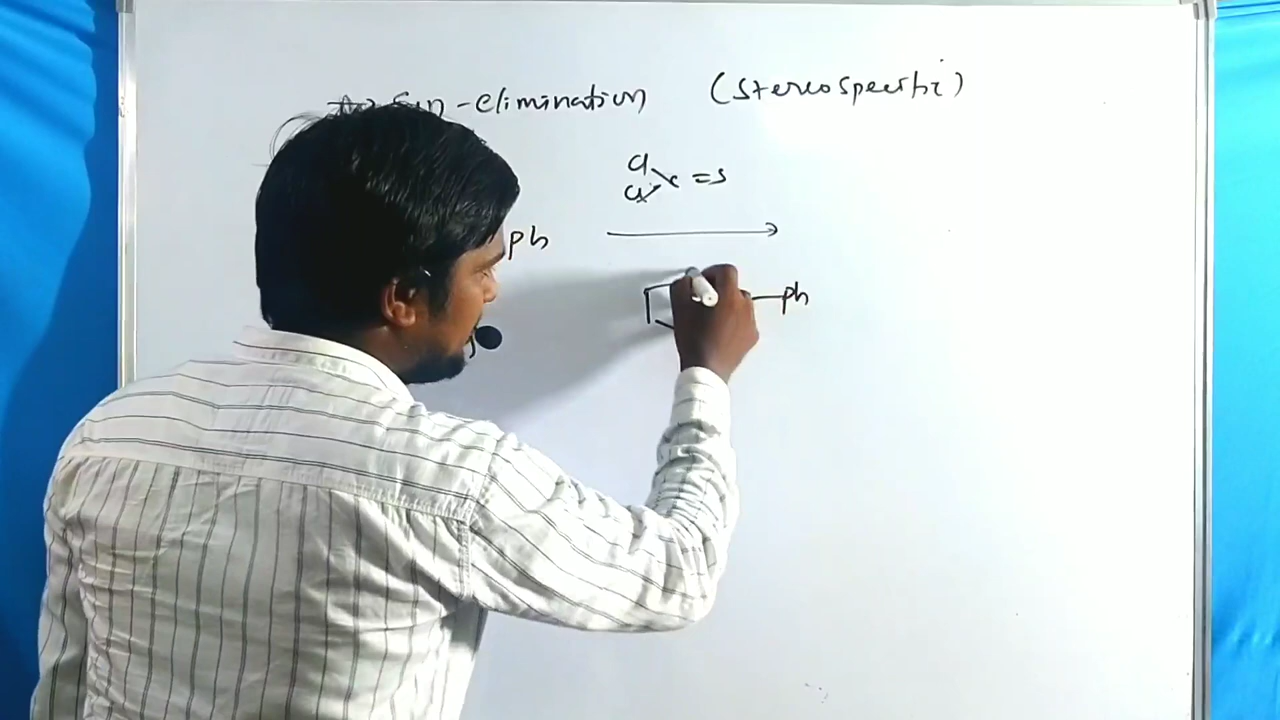 Syn-elimination (stereospecific)
Cl
Cl C =S
ph
ph